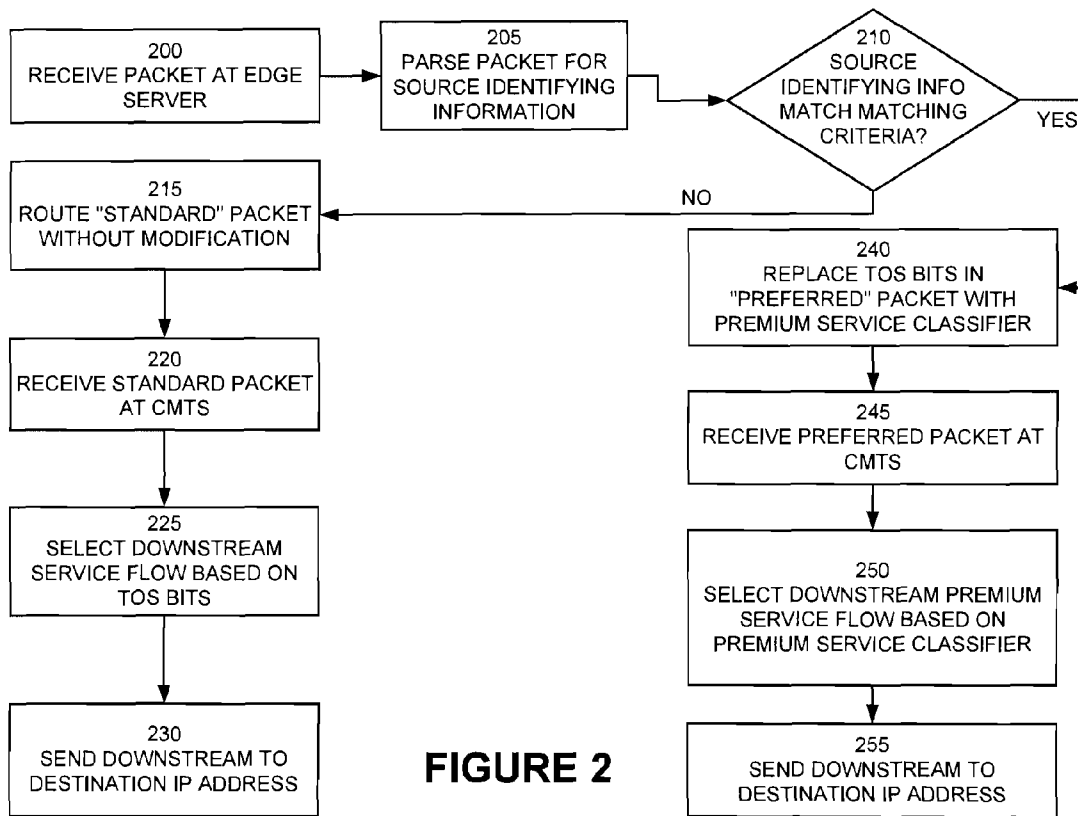 200
RECEIVE PACKET AT EDGE
SERVER
205
PARSE PACKET FOR
SOURCE IDENTIFYING
INFORMATION
210
SOURCE
IDENTIFYING INFO
MATCH MATCHING
CRITERIA?
YES
NO
215
ROUTE "STANDARD" PACKET
WITHOUT MODIFICATION
220
RECEIVE STANDARD PACKET
AT CMTS
225
SELECT DOWNSTREAM
SERVICE FLOW BASED ON
TOS BITS
230
SEND DOWNSTREAM TO
DESTINATION IP ADDRESS
240
REPLACE TOS BITS IN
"PREFERRED" PACKET WITH
PREMIUM SERVICE CLASSIFIER
245
RECEIVE PREFERRED PACKET AT
CMTS
250
SELECT DOWNSTREAM PREMIUM
SERVICE FLOW BASED ON
PREMIUM SERVICE CLASSIFIER
255
SEND DOWNSTREAM TO
DESTINATION IP ADDRESS
FIGURE 2